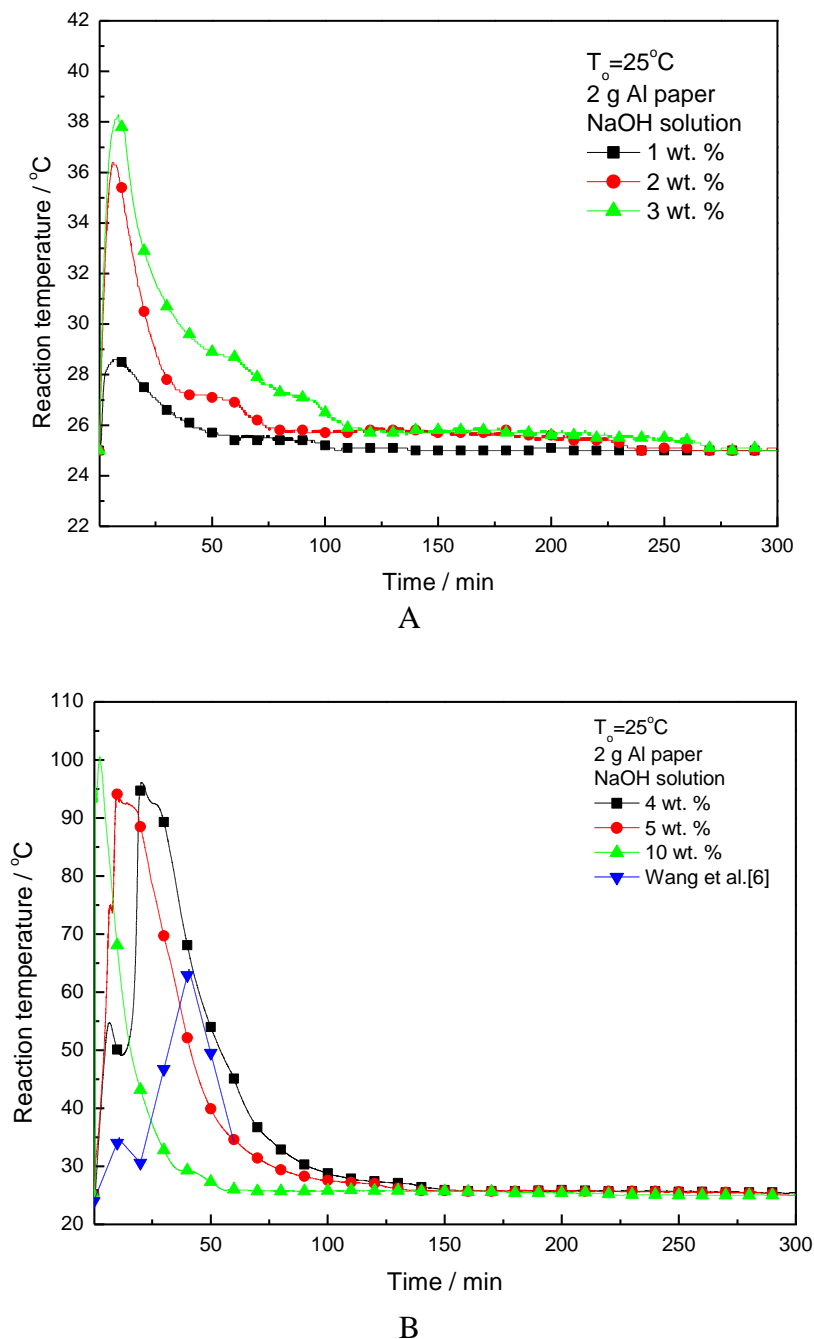 42
40
38
36
34
32
30
28
26
24
22
50
100
150
200
250
300
Reaction temperature / °C
Time / min
T₀=25°C
2 g Al paper
NaOH solution
1 wt. %
2 wt. %
3 wt. %
A
110
100
90
80
70
60
50
40
30
20
50
100
150
200
250
300
Reaction temperature / °C
Time / min
T₀=25°C
2 g Al paper
NaOH solution
4 wt. %
5 wt. %
10 wt. %
Wang et al.[6]
B